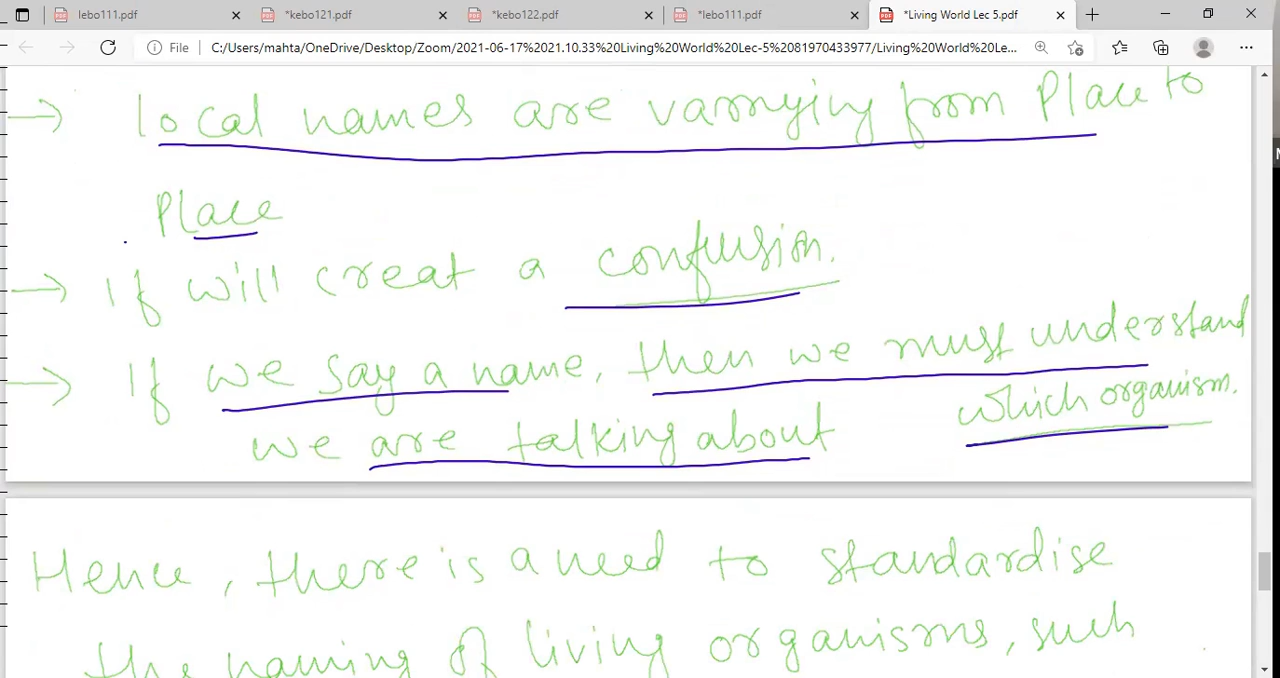 lebo111.pdf
*kebo121.pdf
*kebo122.pdf
*lebo111.pdf
*Living World Lec 5.pdf
File
C:/Users/mahta/OneDrive/Desktop/Zoom/2021-06-17%2021.10.33%20Living%20World%20Lec-5%2081970433977/Living%20World%20Le...
→ local names are varrying from Place to
Place
→ if will creat a confusion.
→ If we say a name, then we must understand
which organism.
we are talking about
Hence, there is a need to standardise
the naming of living organisms, such